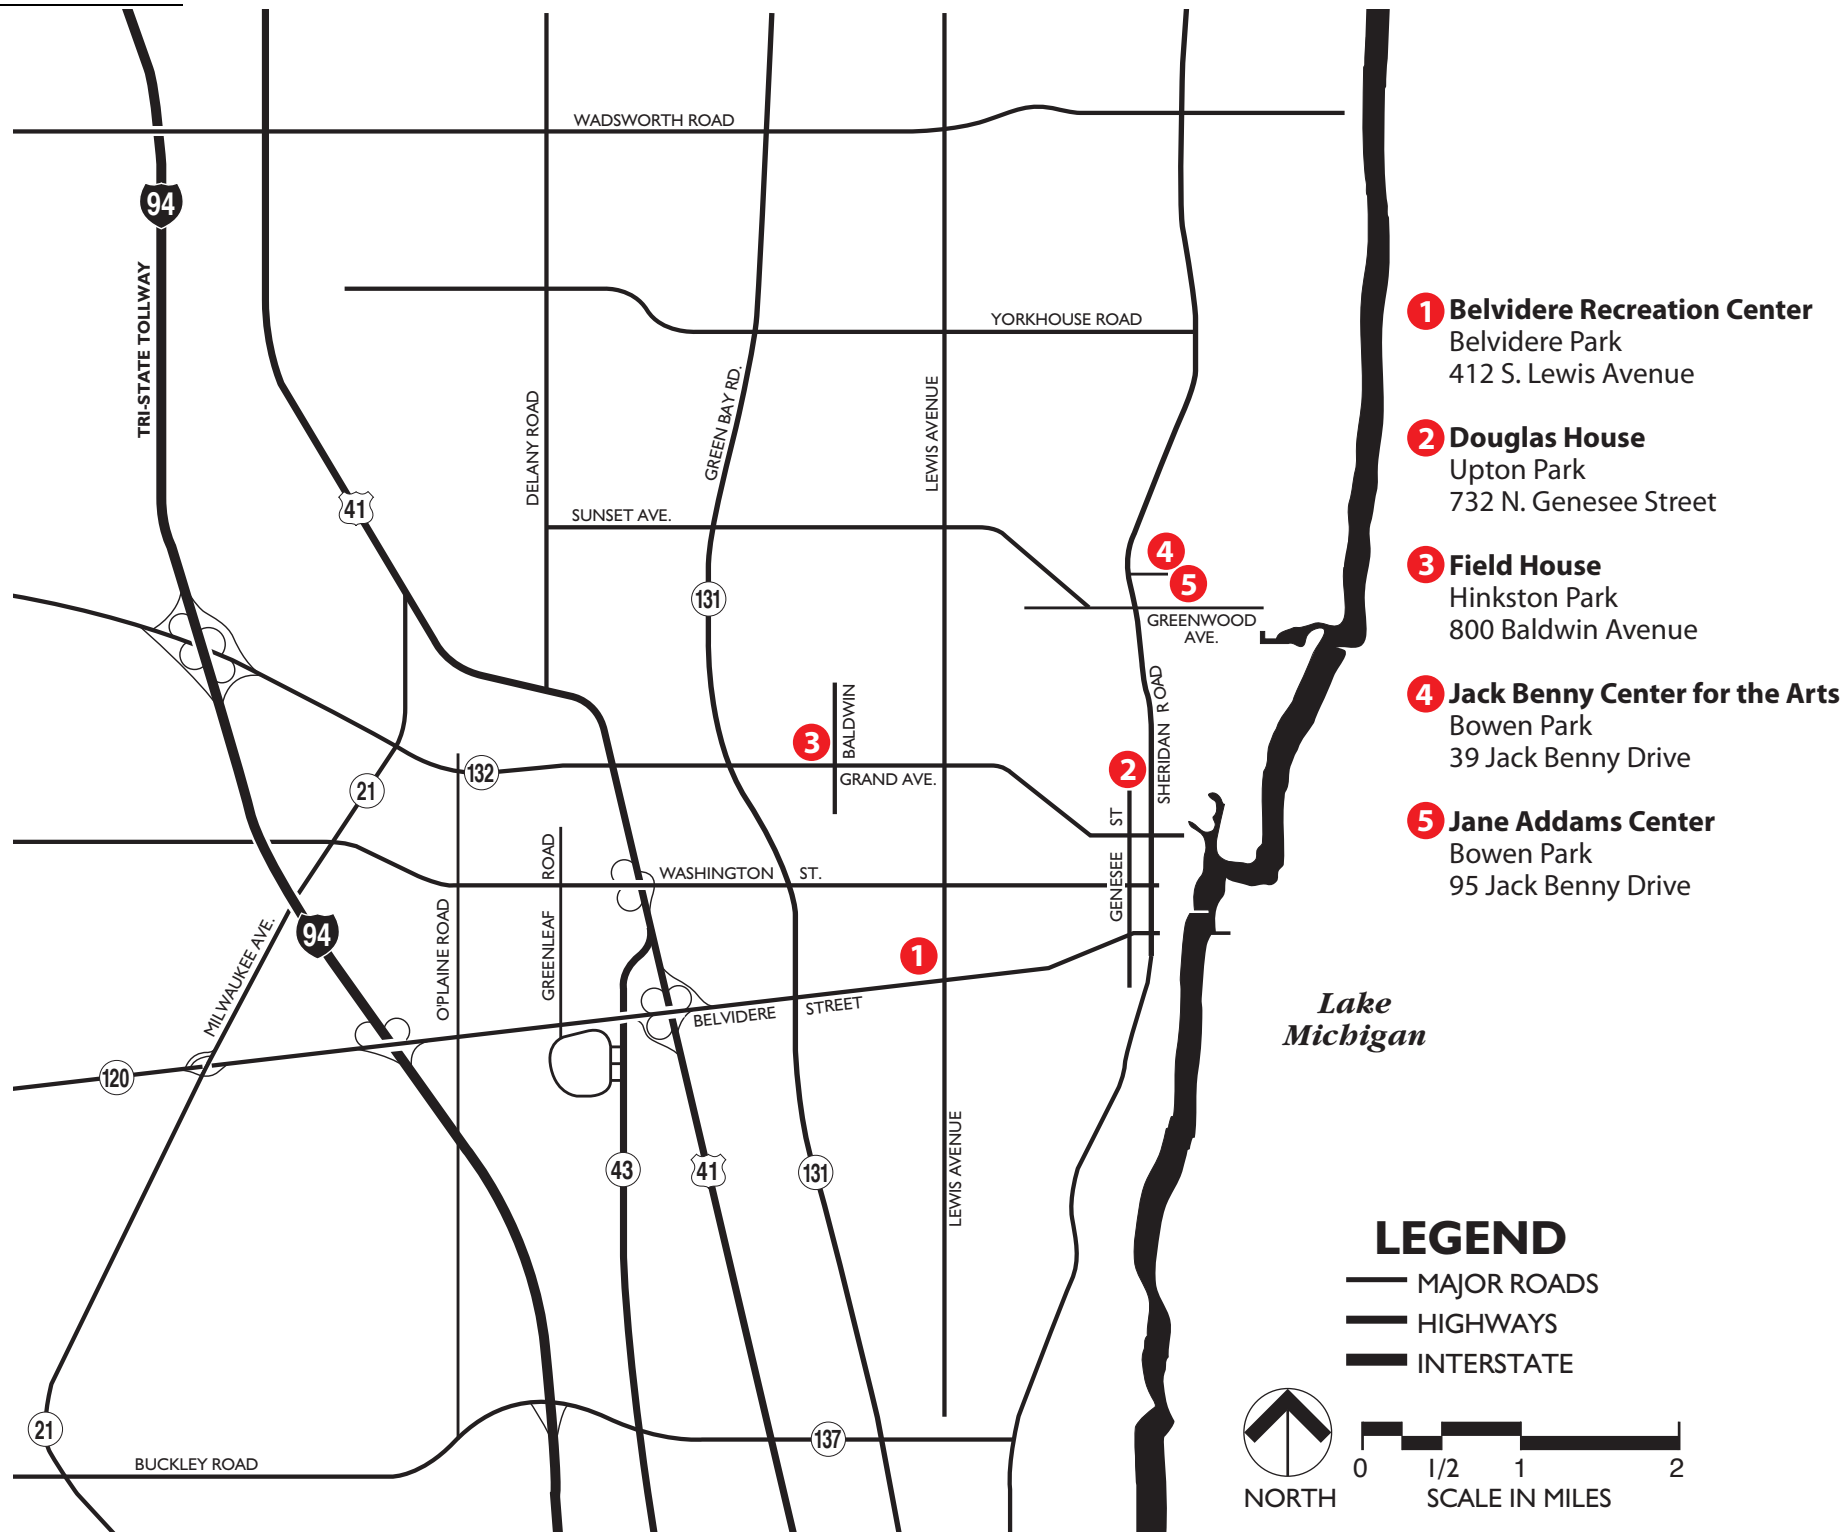 WADSWORTH ROAD
94
TRI-STATE TOLLWAY
YORKHOUSE ROAD
DELANY ROAD
GREEN BAY RD.
LEWIS AVENUE
41
SUNSET AVE.
131
4
5
GREENWOOD
AVE.
SHERIDAN ROAD
BALDWIN
3
GRAND AVE.
2
132
21
GENESEE ST
GREENLEAF ROAD
WASHINGTON ST.
O'PLAINE ROAD
MILWAUKEE AVE.
94
1
BELVIDERE STREET
120
43
41
131
LEWIS AVENUE
21
137
BUCKLEY ROAD
1 Belvidere Recreation Center
Belvidere Park
412 S. Lewis Avenue
2 Douglas House
Upton Park
732 N. Genesee Street
3 Field House
Hinkston Park
800 Baldwin Avenue
4 Jack Benny Center for the Arts
Bowen Park
39 Jack Benny Drive
5 Jane Addams Center
Bowen Park
95 Jack Benny Drive
Lake
Michigan
LEGEND
MAJOR ROADS
HIGHWAYS
INTERSTATE
NORTH
0 1/2 1 2
SCALE IN MILES